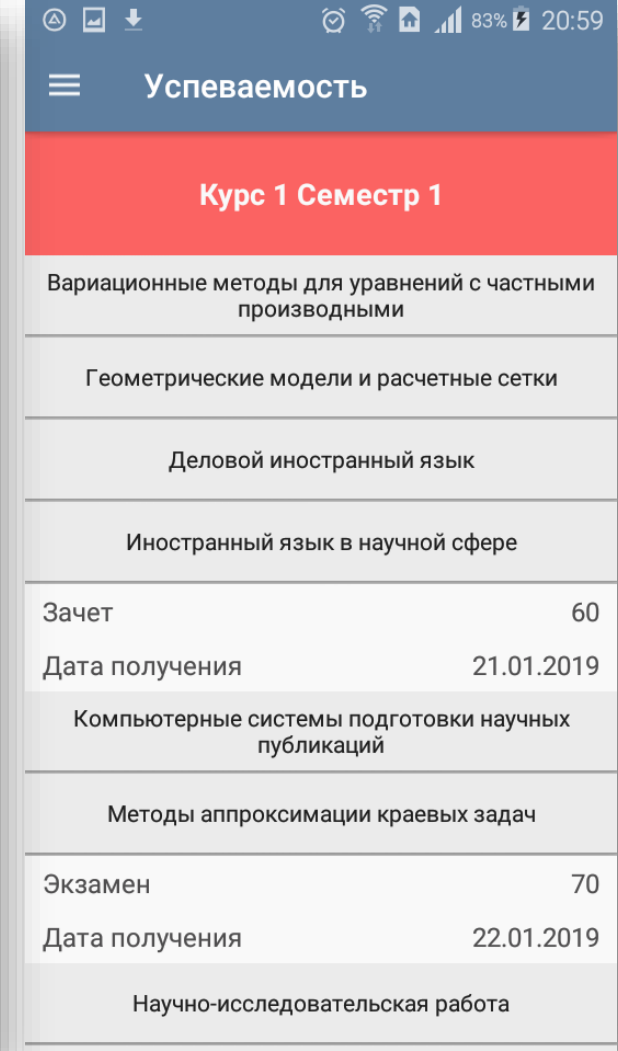 83% 20:59
Успеваемость
Курс 1 Семестр 1
Вариационные методы для уравнений с частными
производными
Геометрические модели и расчетные сетки
Деловой иностранный язык
Иностранный язык в научной сфере
Зачет 60
Дата получения 21.01.2019
Компьютерные системы подготовки научных
публикаций
Методы аппроксимации краевых задач
Экзамен 70
Дата получения 22.01.2019
Научно-исследовательская работа